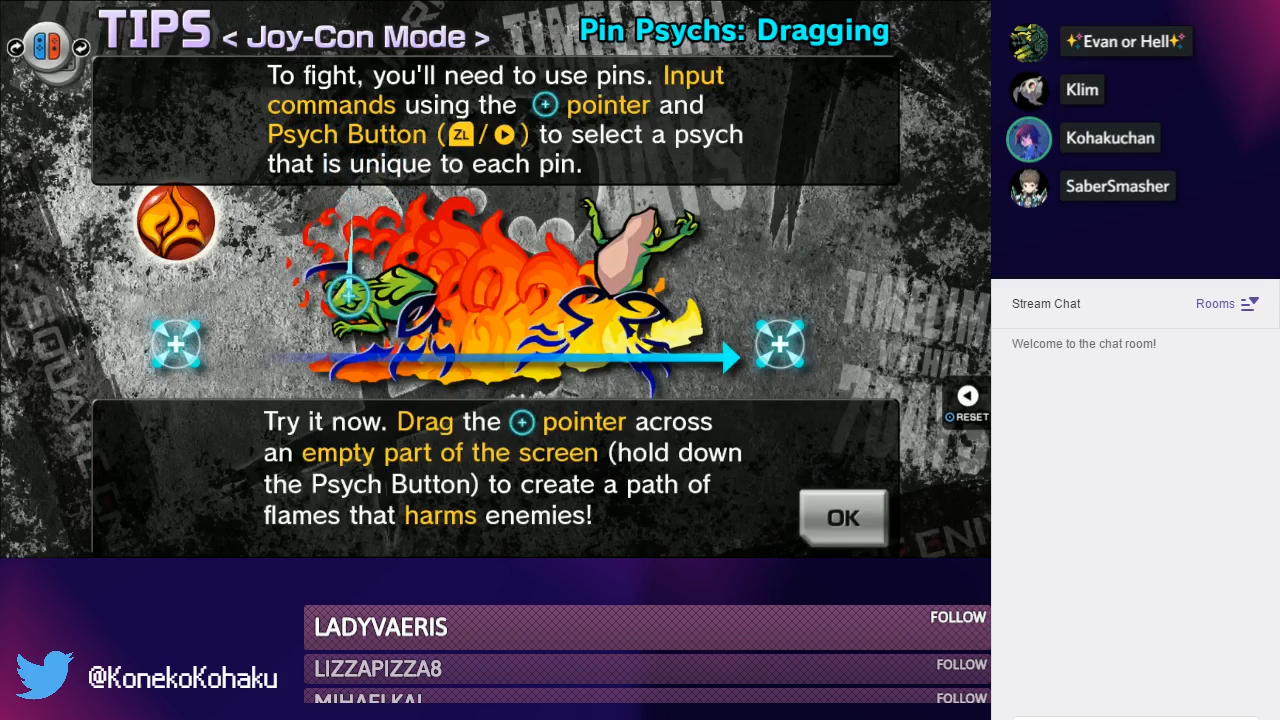 TIPS < Joy-Con Mode >
Pin Psychs: Dragging
To fight, you'll need to use pins. Input
commands using the pointer and
Psych Button (ZL/ ) to select a psych
that is unique to each pin.
Try it now. Drag the pointer across
an empty part of the screen (hold down
the Psych Button) to create a path of
flames that harms enemies!
OK
RESET
✨Evan or Hell✨
Klim
Kohakuchan
SaberSmasher
Stream Chat
Rooms
Welcome to the chat room!
@KonekoKohaku
LADYVAERIS FOLLOW
LIZZAPIZZA8 FOLLOW
MIHAELKAL FOLLOW